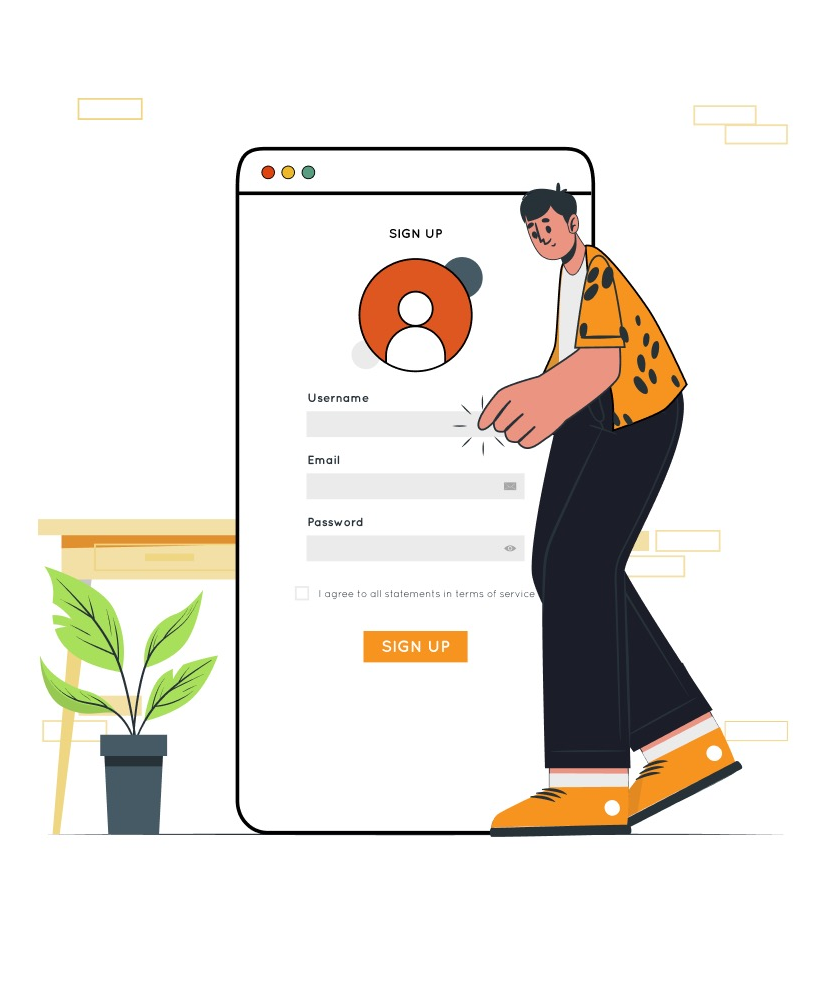 SIGN UP
Username
Email
Password
I agree to all statements in terms of service
SIGN UP